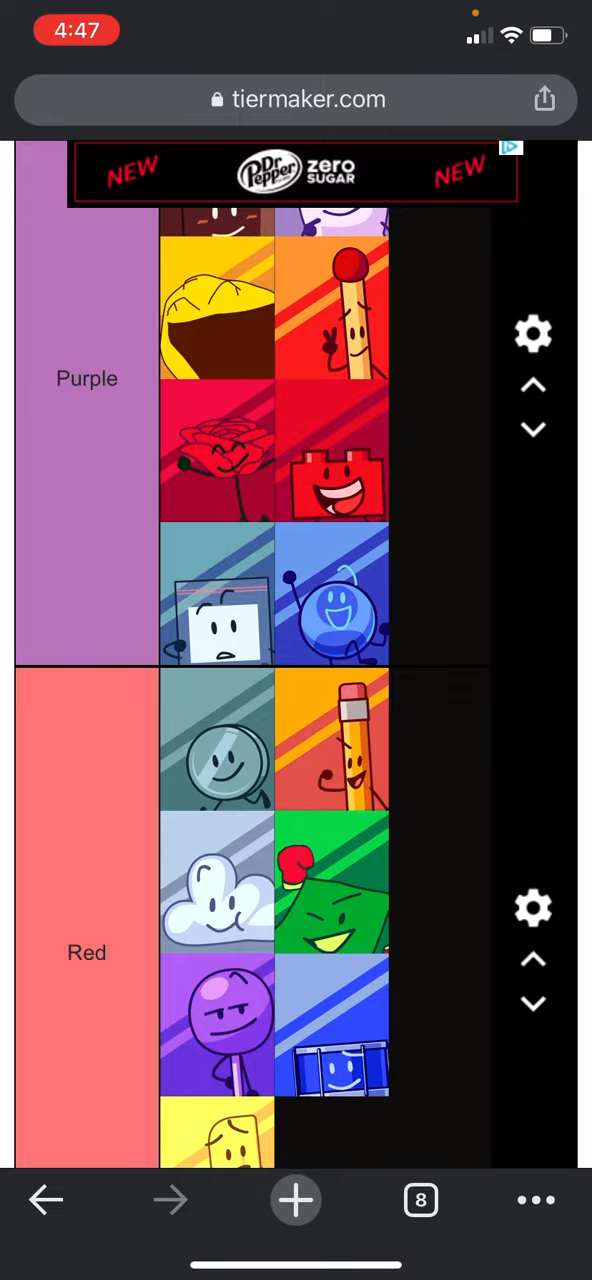 4:47
tiermaker.com
NEW
Dr Pepper
ZERO SUGAR
NEW
Purple
Red
8